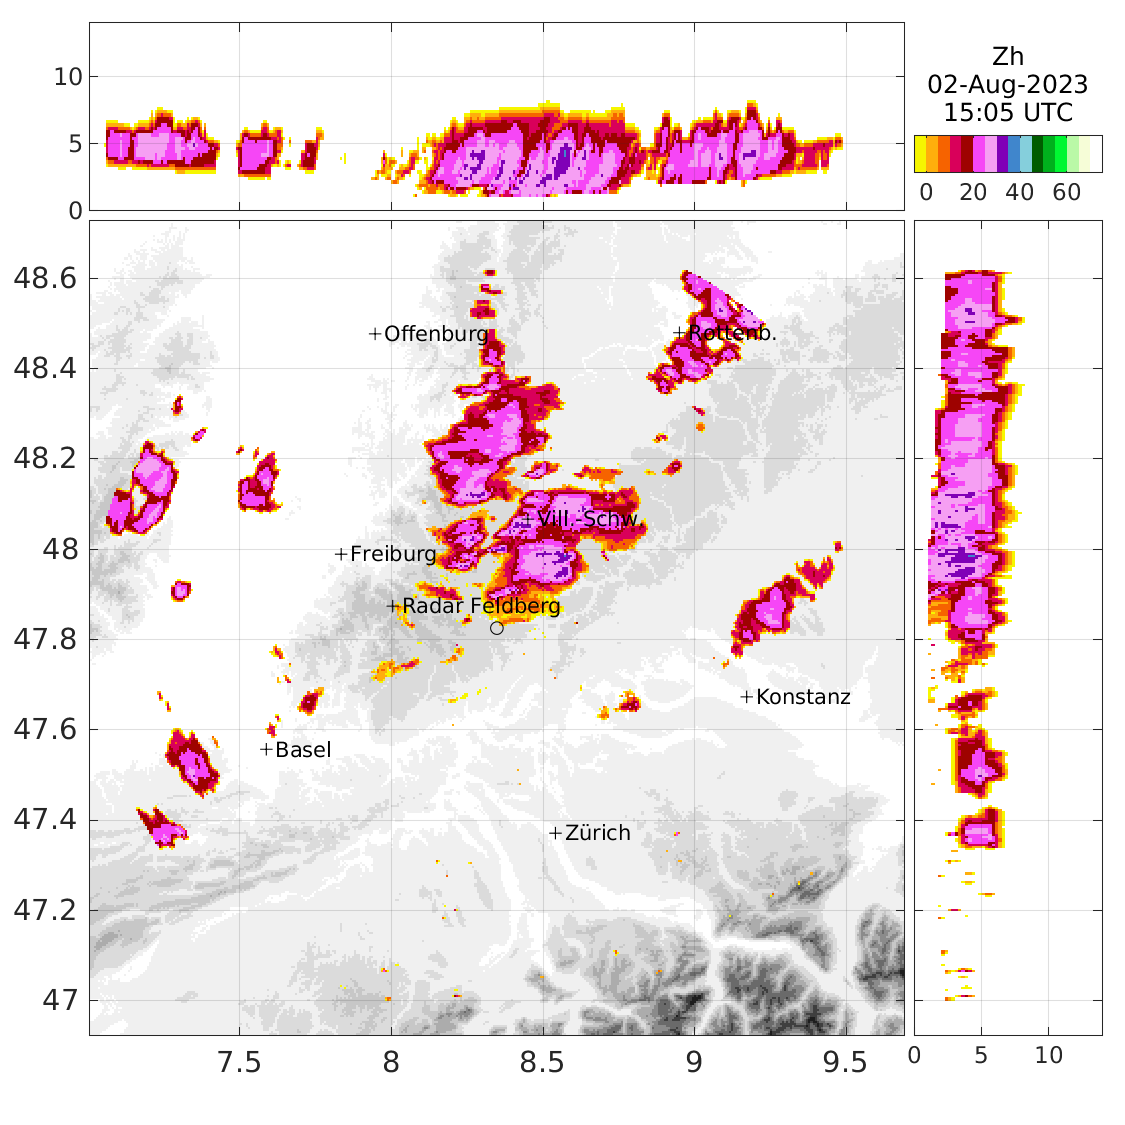 10
5
0
Zh
02-Aug-2023
15:05 UTC
0 20 40 60
48.6
48.4
48.2
48
47.8
47.6
47.4
47.2
47
+Offenburg
+Rottenb.
+Vill.-Schw.
+Freiburg
+Radar Feldberg
+Konstanz
+Basel
+Zürich
7.5 8 8.5 9 9.5
0 5 10